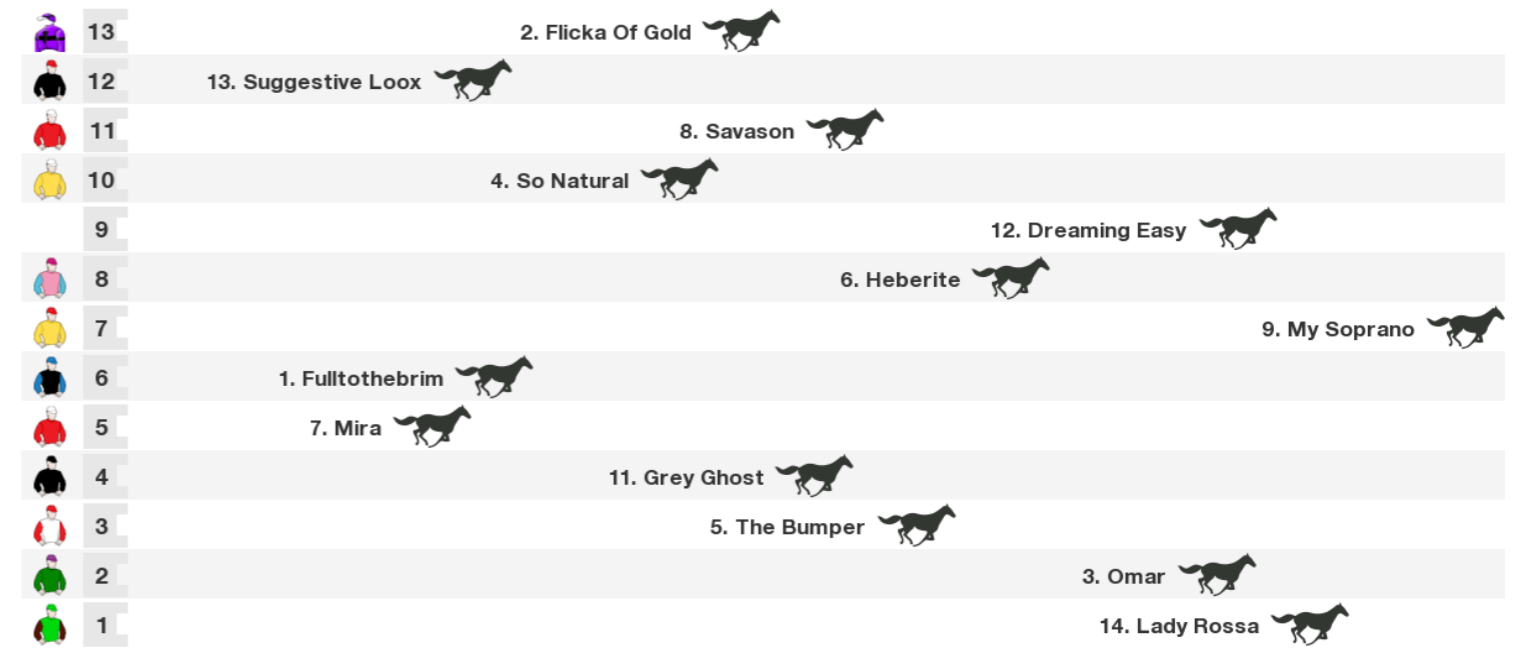 13 2. Flicka Of Gold
12 13. Suggestive Loox
11 8. Savason
10 4. So Natural
9 12. Dreaming Easy
8 6. Heberite
7 9. My Soprano
6 1. Fulltothebrim
5 7. Mira
4 11. Grey Ghost
3 5. The Bumper
2 3. Omar
1 14. Lady Rossa